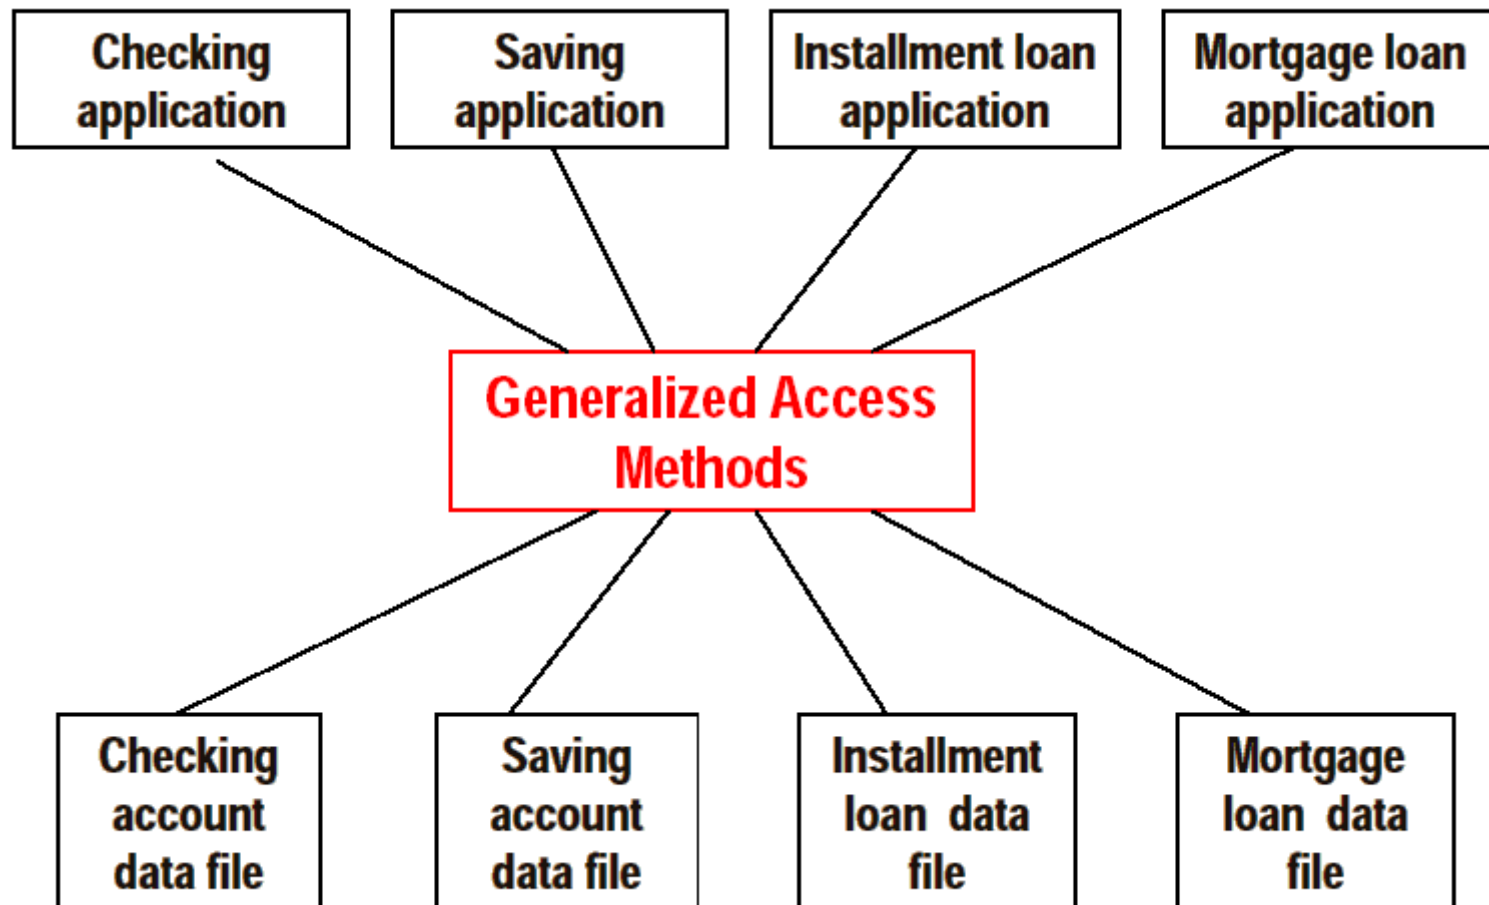 Checking
application
Saving
application
Installment loan
application
Mortgage loan
application
Generalized Access
Methods
Checking
account
data file
Saving
account
data file
Installment
loan data
file
Mortgage
loan data
file